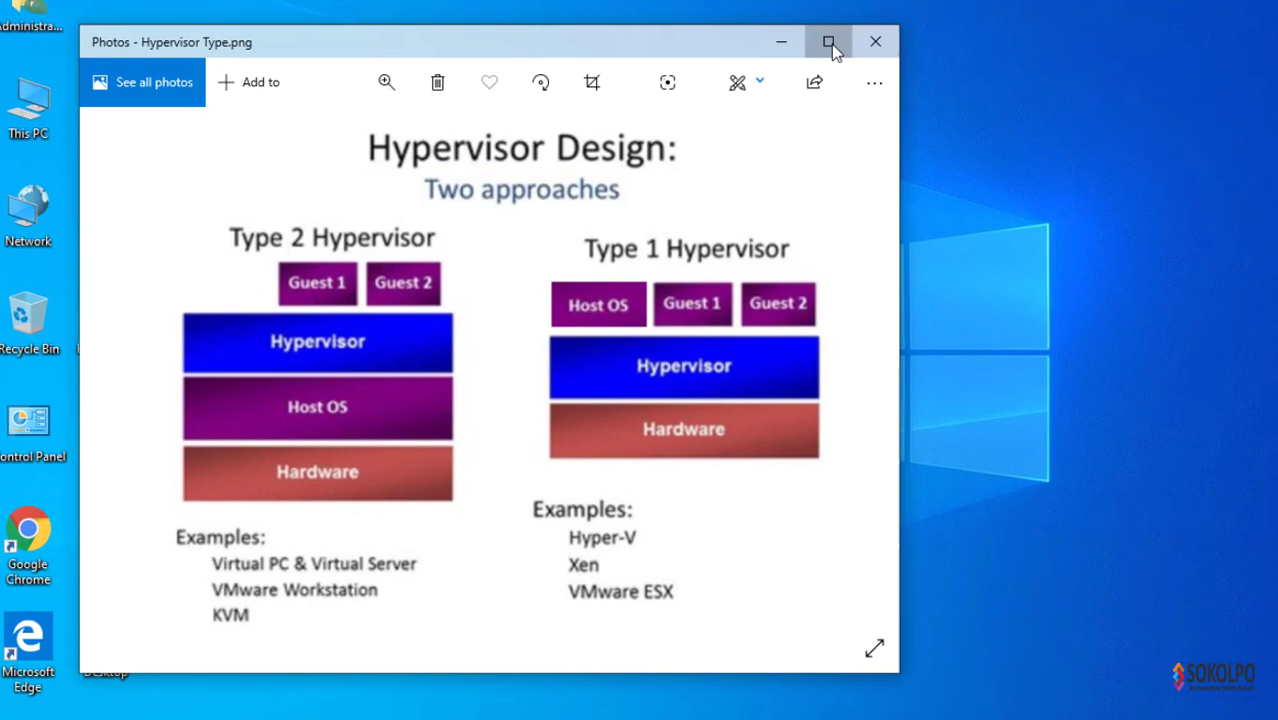 Administra...
This PC
Network
Recycle Bin
ontrol Panel
Google
Chrome
Microsoft
Edge
Desktop
Photos - Hypervisor Type.png
See all photos
Add to
Hypervisor Design:
Two approaches
Type 2 Hypervisor
Guest 1
Guest 2
Hypervisor
Host OS
Hardware
Examples:
Virtual PC & Virtual Server
VMware Workstation
KVM
Type 1 Hypervisor
Host OS
Guest 1
Guest 2
Hypervisor
Hardware
Examples:
Hyper-V
Xen
VMware ESX
SOKOLPO